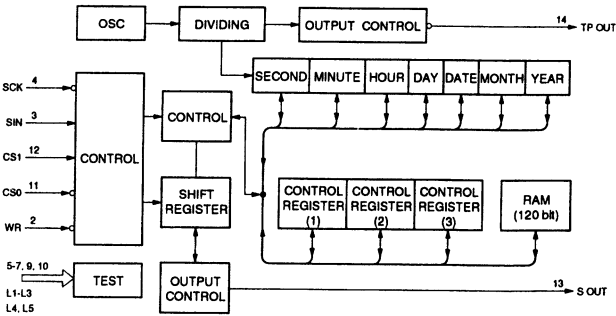 OSC
DIVIDING
OUTPUT CONTROL
14
TP OUT
SECOND MINUTE HOUR DAY DATE MONTH YEAR
SCK 4
SIN 3
CS1 12
CS0 11
WR 2
CONTROL
CONTROL
SHIFT
REGISTER
CONTROL
REGISTER
(1)
CONTROL
REGISTER
(2)
CONTROL
REGISTER
(3)
RAM
(120 bit)
5-7, 9, 10
L1-L3
L4, L5
TEST
OUTPUT
CONTROL
13
S OUT